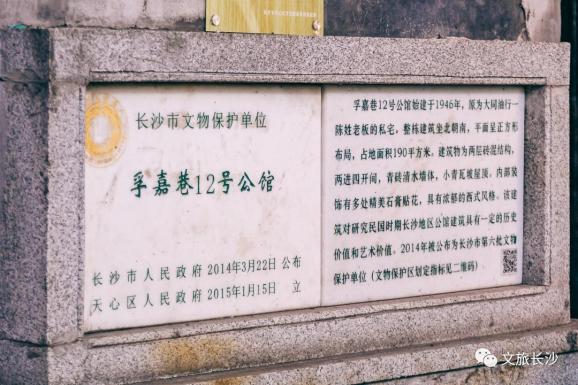 长沙市文物保护单位
孚嘉巷12号公馆
长沙市人民政府 2014年3月22日 公布
天心区人民政府 2015年1月15日 立
孚嘉巷12号公馆始建于1946年，原为大同油行一
陈姓老板的私宅，整栋建筑坐北朝南，平面呈正方形
布局，占地面积190平方米。建筑物为两层砖混结构，
两进四开间，青砖清水墙体，小青瓦坡屋顶，内部装
饰有多处精美石膏贴花，具有浓郁的西式风格。该建
筑对研究民国时期长沙地区公馆建筑具有一定的历史
价值和艺术价值。2014年被公布为长沙市第六批文物
保护单位（文物保护区划定指标见二维码）
文旅长沙